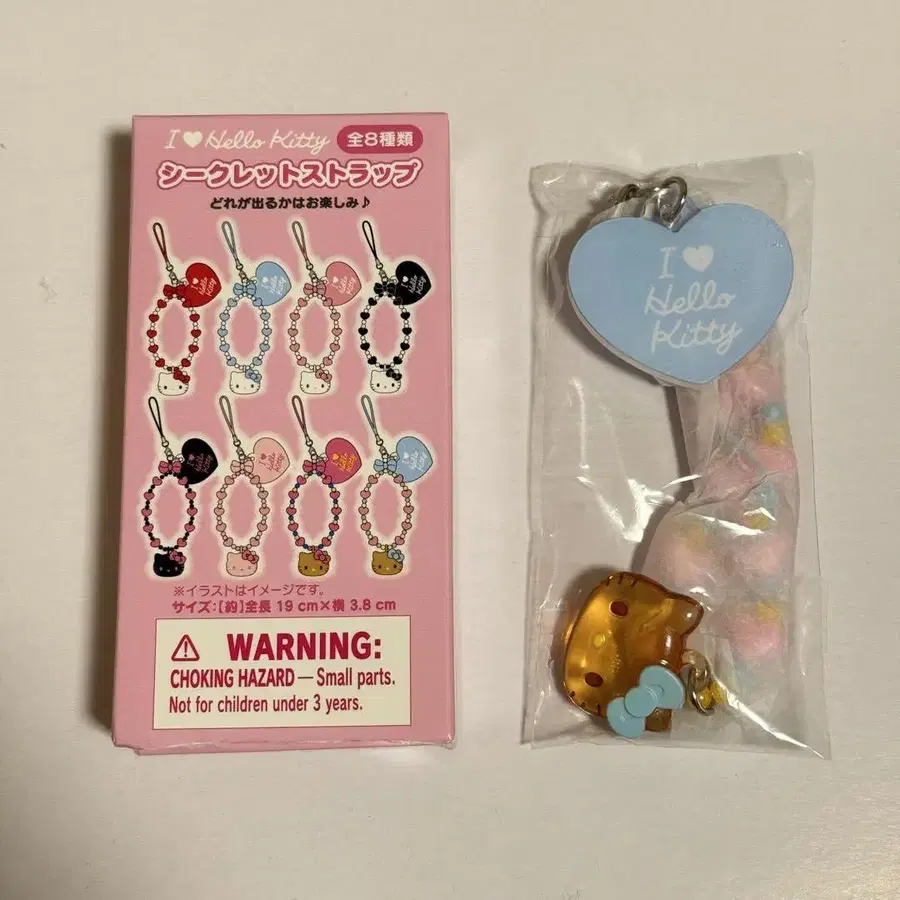 I ♥ Hello Kitty 全8種類
シークレットストラップ
どれが出るかはお楽しみ♪
I ♥
Hello
Kitty
※イラストはイメージです。
サイズ:【約】全長 19 cm×横 3.8 cm
⚠ WARNING:
CHOKING HAZARD — Small parts.
Not for children under 3 years.
I ♥
Hello
Kitty